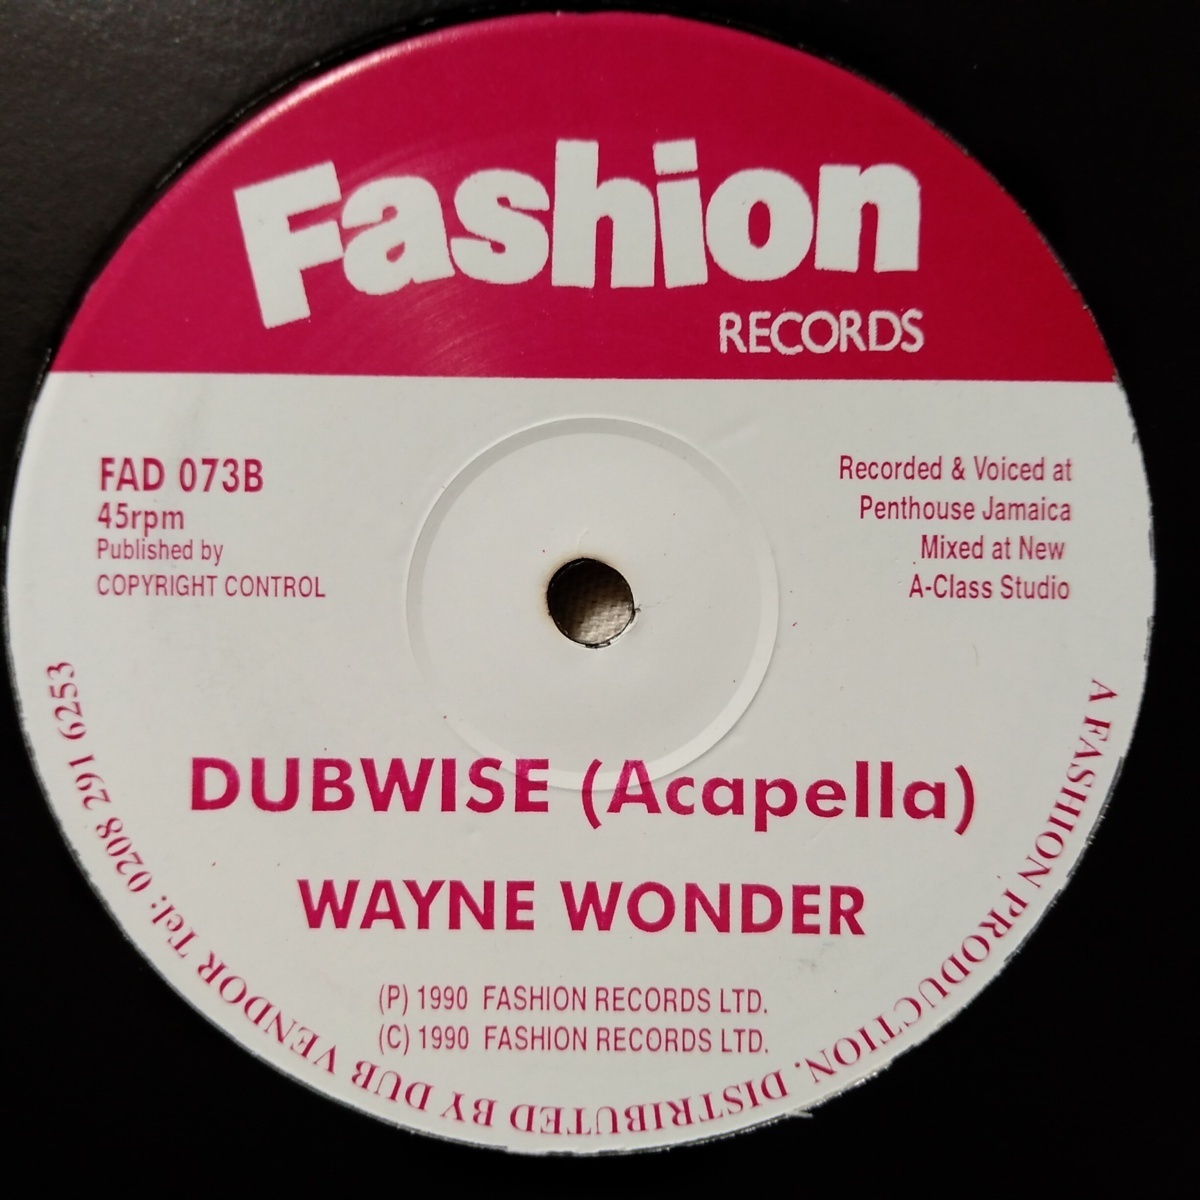 Fashion
RECORDS
FAD 073B
45rpm
Published by
COPYRIGHT CONTROL
Recorded & Voiced at
Penthouse Jamaica
Mixed at New
A-Class Studio
DUBWISE (Acapella)
WAYNE WONDER
(P) 1990 FASHION RECORDS LTD.
(C) 1990 FASHION RECORDS LTD.
A FASHION PRODUCTION. DISTRIBUTED BY DUB VENDOR Tel: 0208 291 6253